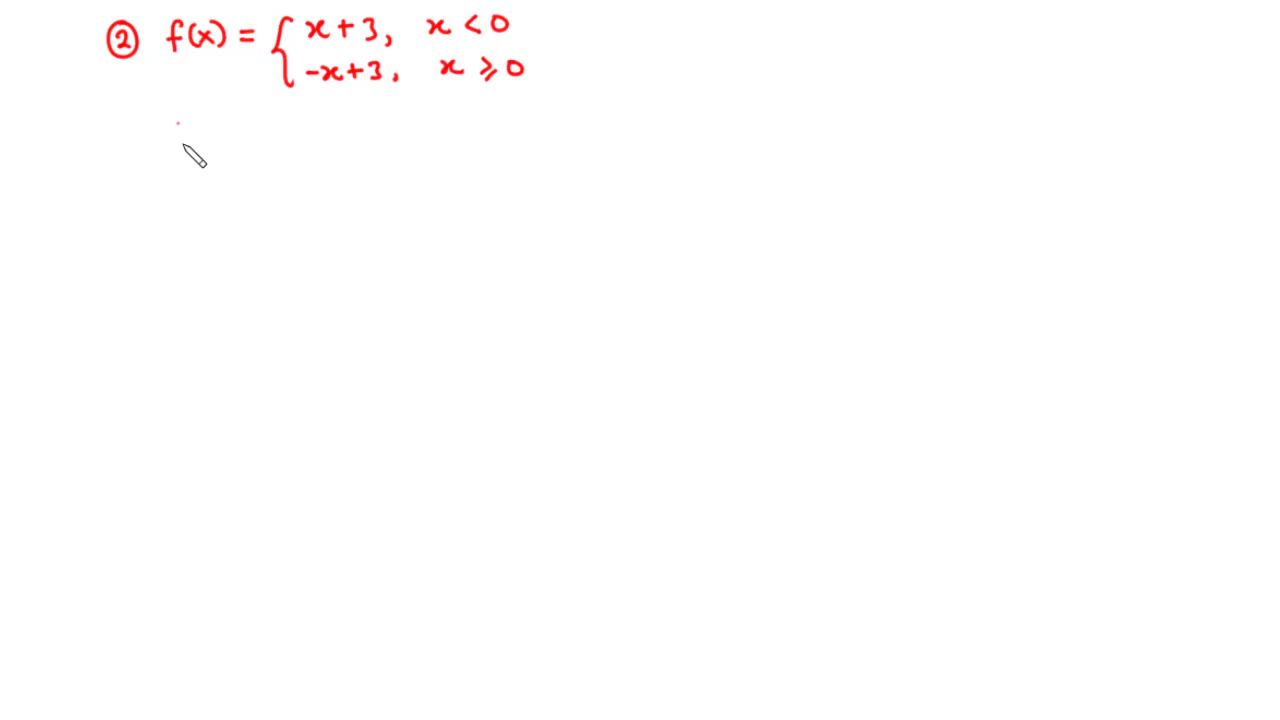 ② f(x) = { x + 3, x < 0
-x + 3, x ⩾ 0